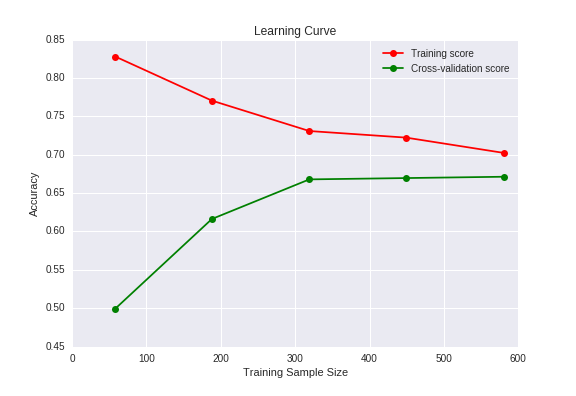 Learning Curve
Training score
Cross-validation score
0.85
0.80
0.75
0.70
0.65
0.60
0.55
0.50
0.45
Accuracy
0 100 200 300 400 500 600
Training Sample Size